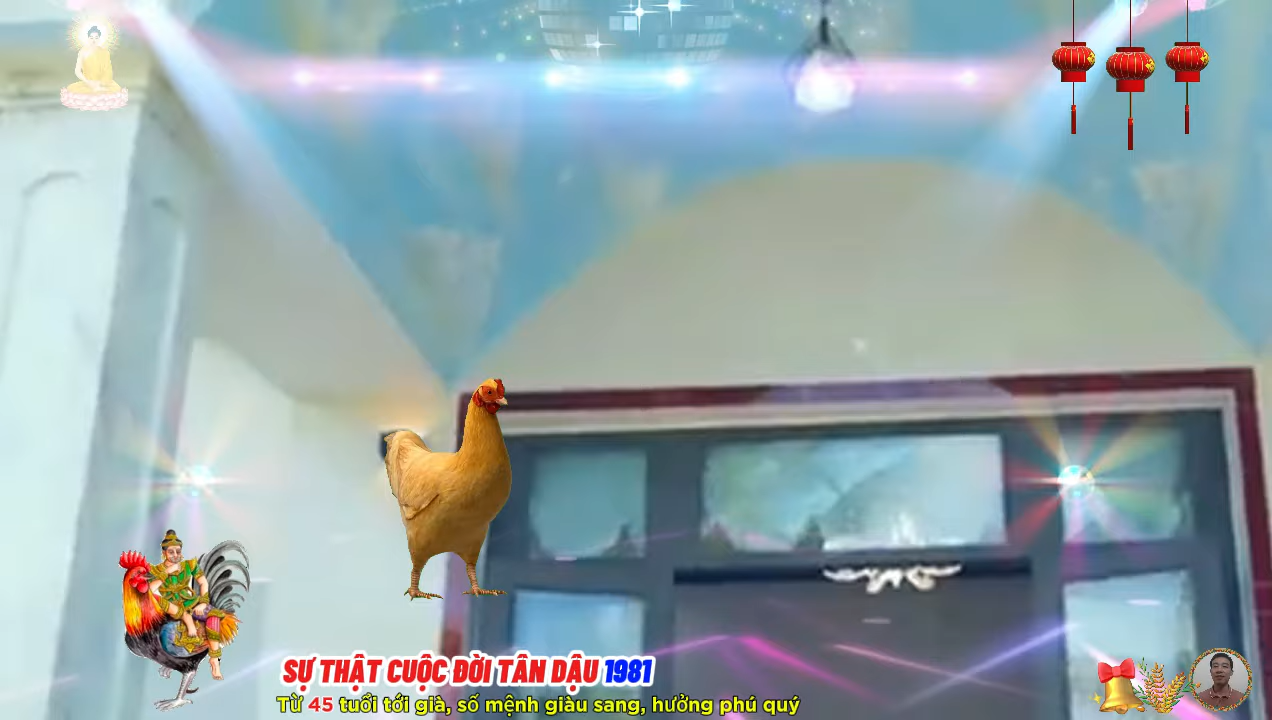 SỰ THẬT CUỘC ĐỜI TÂN DẬU 1981
Từ 45 tuổi tới già, số mệnh giàu sang, hưởng phú quý